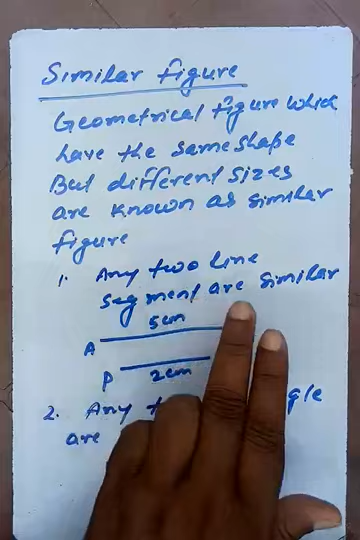 Similar figure
Geometrical figure which
have the same shape
But different sizes
are known as similar
figure
1. Any two line
segment are similar
5cm
A
P
2cm
2. Any
are